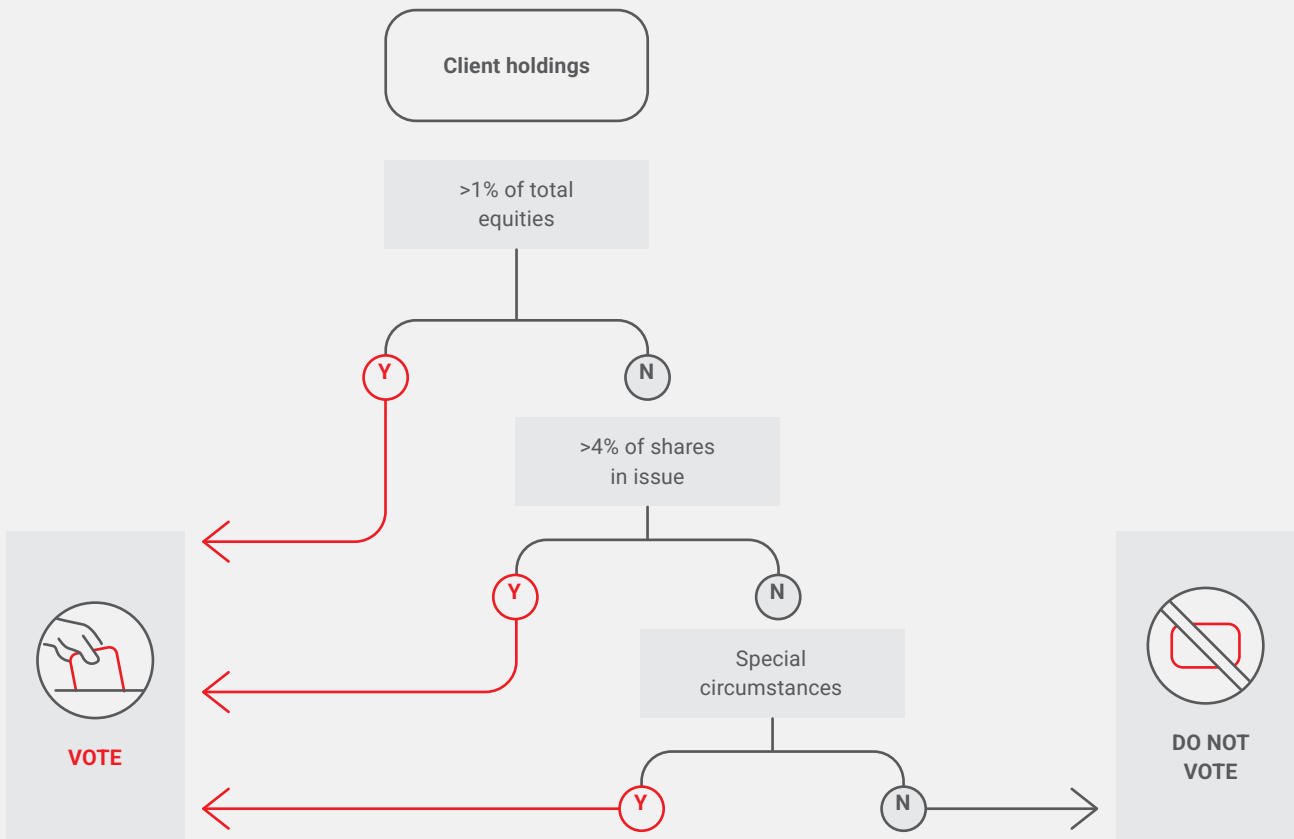 Client holdings
>1% of total
equities
Y
N
>4% of shares
in issue
Y
N
Special
circumstances
Y
N
VOTE
DO NOT
VOTE